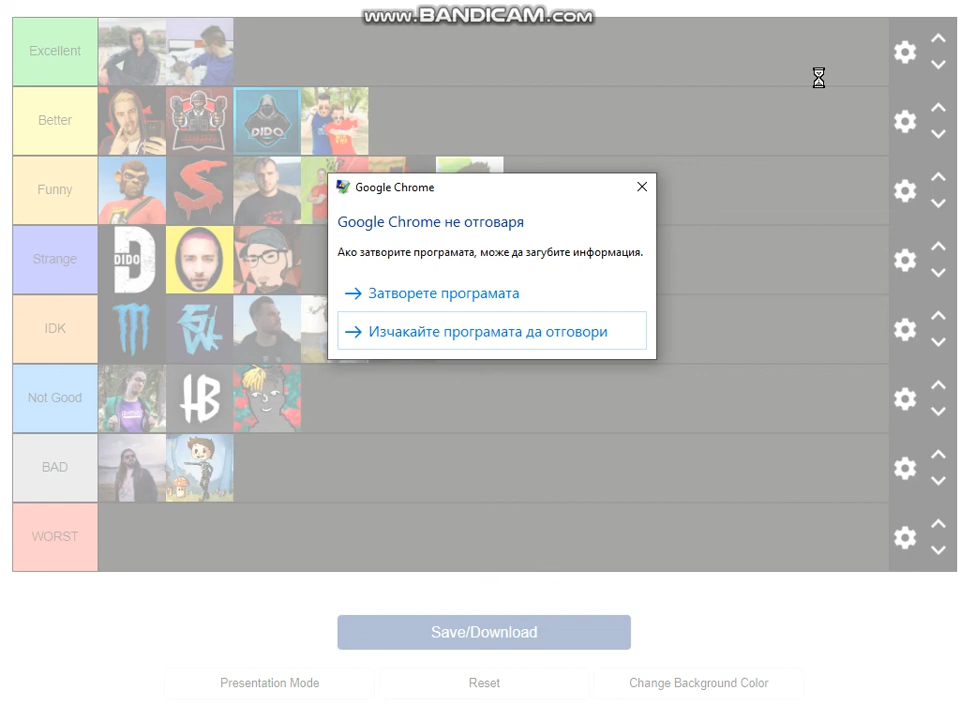 www.BANDICAM.com
Excellent
Better
DIDO
Funny
Google Chrome
Google Chrome не отговаря
Ако затворите програмата, може да загубите информация.
Затворете програмата
Изчакайте програмата да отговори
Strange
DIDO
IDK
Not Good
HB
BAD
WORST
Save/Download
Presentation Mode
Reset
Change Background Color